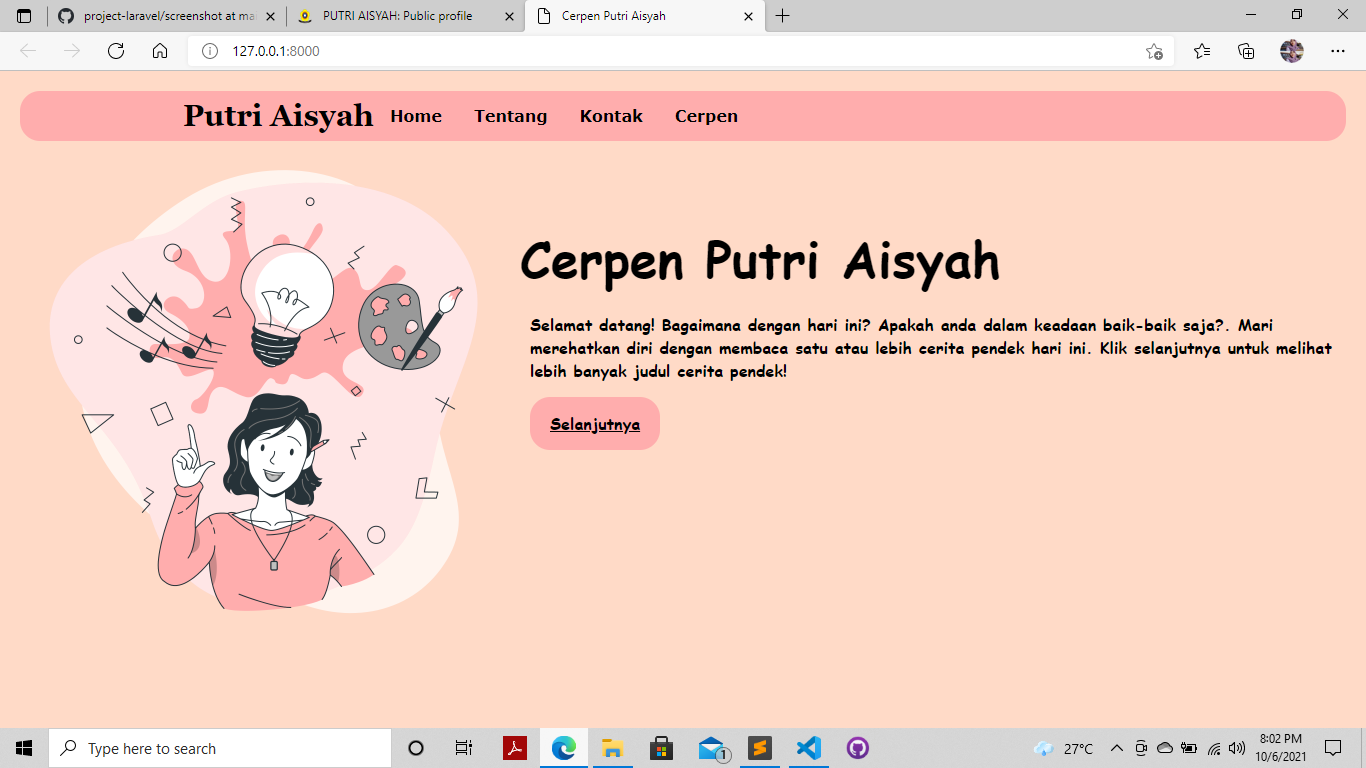 project-laravel/screenshot at ma
PUTRI AISYAH: Public profile
Cerpen Putri Aisyah
127.0.0.1:8000
Putri Aisyah Home Tentang Kontak Cerpen
Cerpen Putri Aisyah
Selamat datang! Bagaimana dengan hari ini? Apakah anda dalam keadaan baik-baik saja?. Mari
merehatkan diri dengan membaca satu atau lebih cerita pendek hari ini. Klik selanjutnya untuk melihat
lebih banyak judul cerita pendek!
Selanjutnya
Type here to search
1
27°C
8:02 PM
10/6/2021